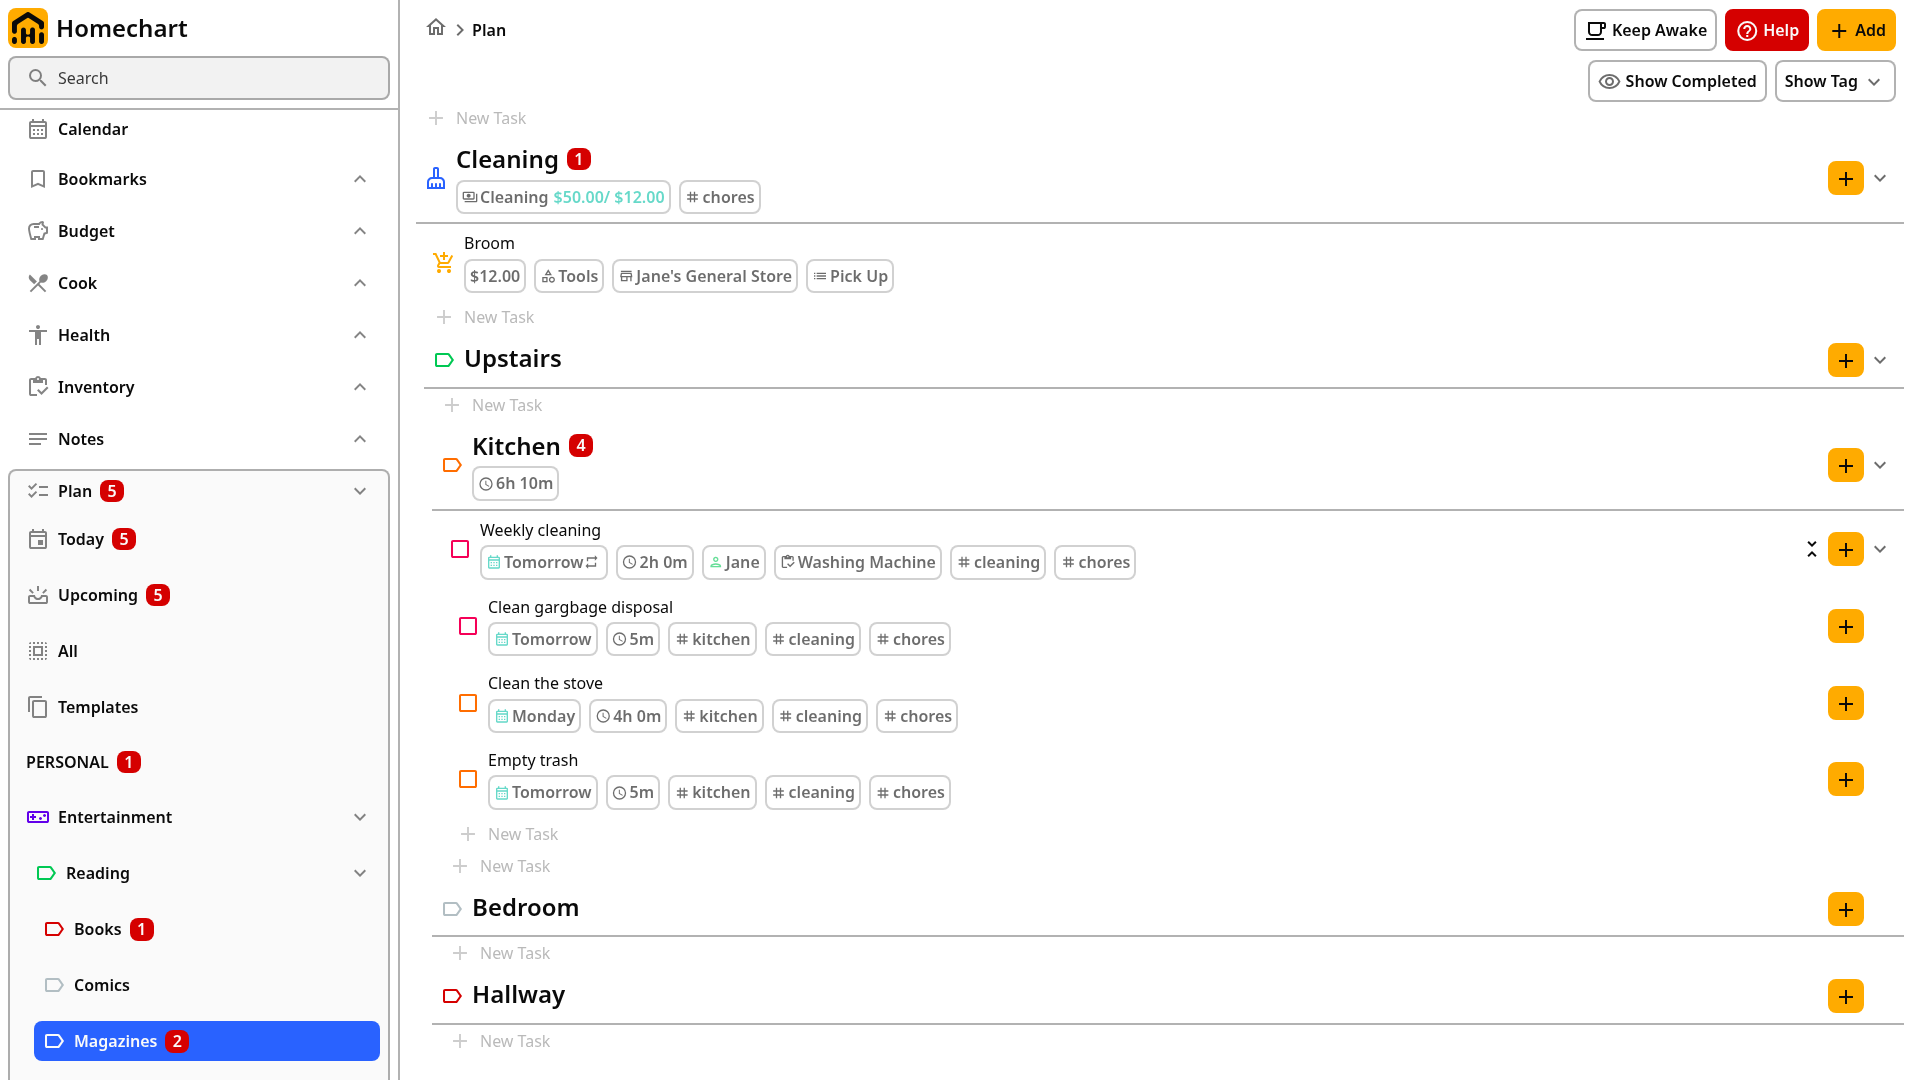 Homechart
Search
Calendar
Bookmarks
Budget
Cook
Health
Inventory
Notes
Plan 5
Today 5
Upcoming 5
All
Templates
PERSONAL 1
Entertainment
Reading
Books 1
Comics
Magazines 2
Plan
Keep Awake Help Add
Show Completed Show Tag
New Task
Cleaning 1
Cleaning $50.00/ $12.00 # chores
Broom
$12.00 Tools Jane's General Store Pick Up
New Task
Upstairs
New Task
Kitchen 4
6h 10m
Weekly cleaning
Tomorrow 2h 0m Jane Washing Machine # cleaning # chores
Clean gargbage disposal
Tomorrow 5m # kitchen # cleaning # chores
Clean the stove
Monday 4h 0m # kitchen # cleaning # chores
Empty trash
Tomorrow 5m # kitchen # cleaning # chores
New Task
New Task
Bedroom
New Task
Hallway
New Task